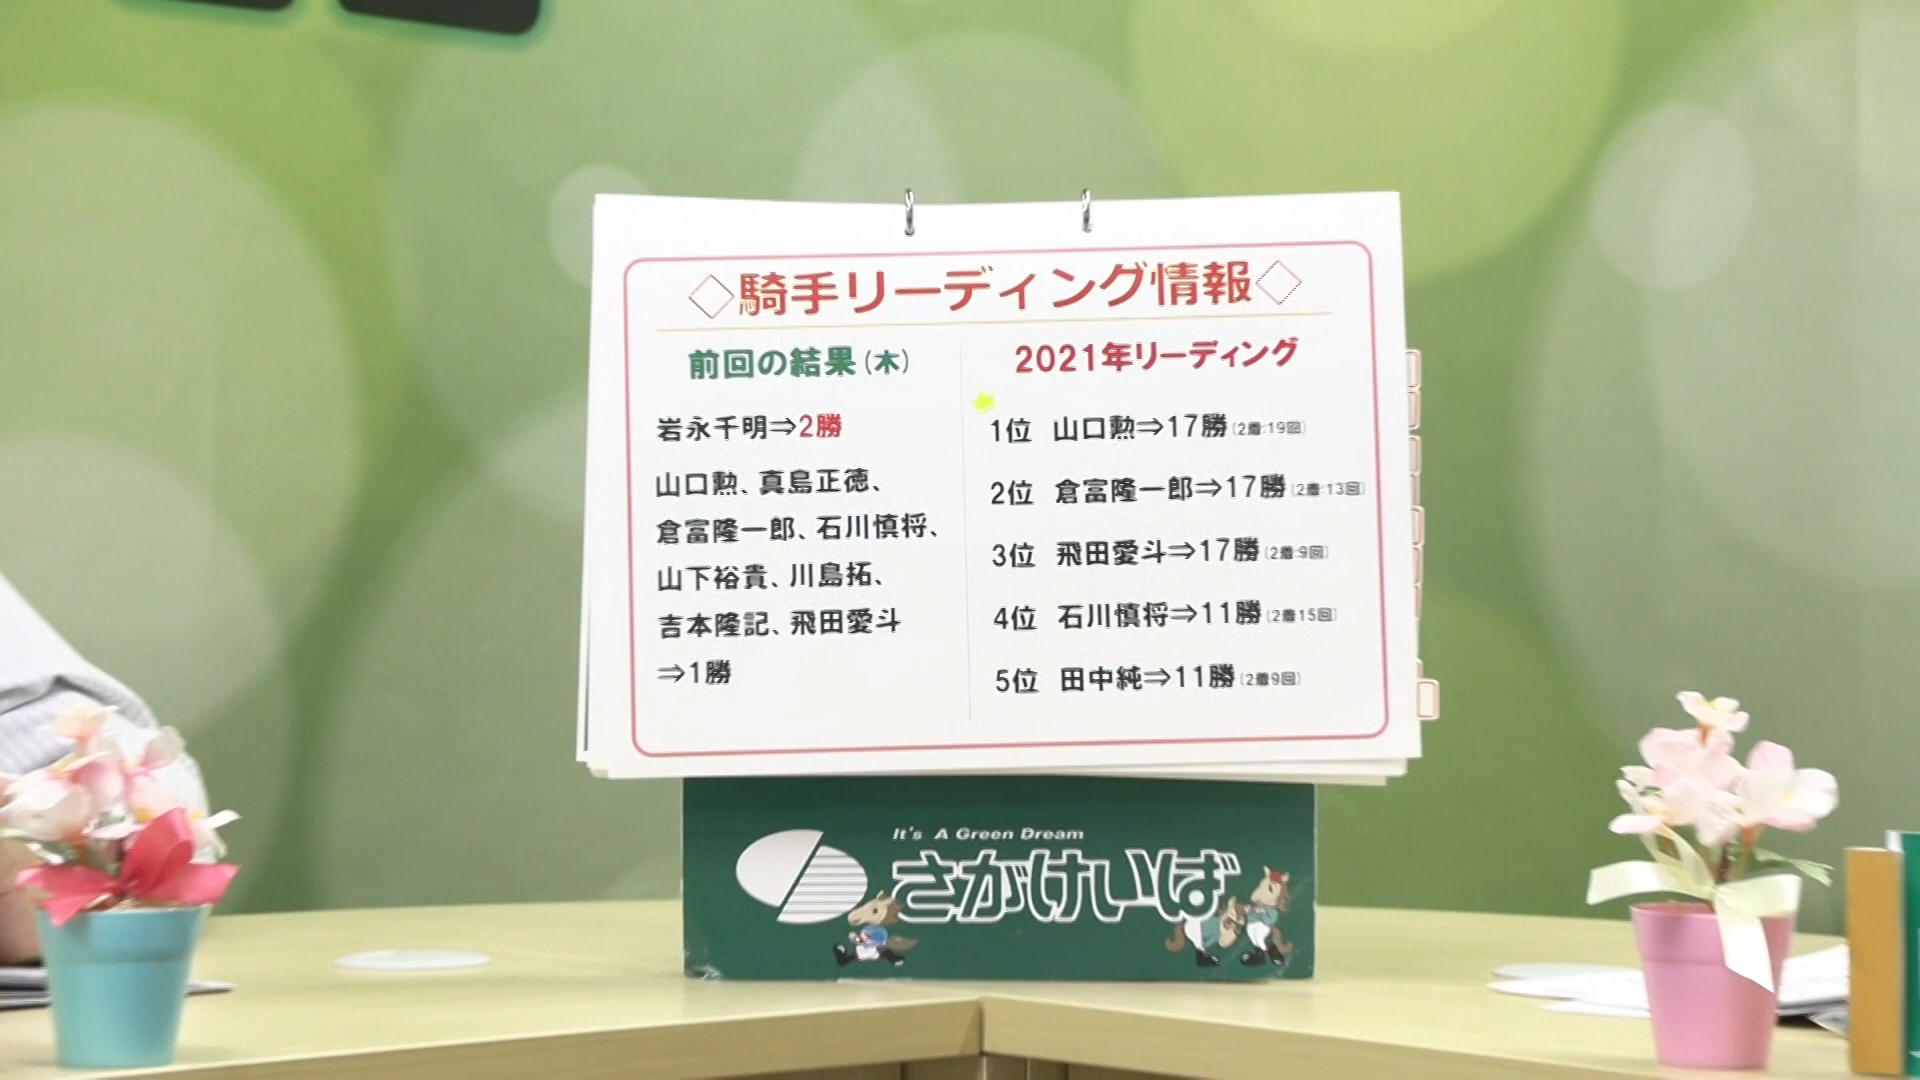 ◇騎手リーディング情報◇
前回の結果(木)
岩永千明⇒2勝
山口勲、真島正徳、
倉富隆一郎、石川慎将、
山下裕貴、川島拓、
吉本隆記、飛田愛斗
⇒1勝
2021年リーディング
1位 山口勲⇒17勝(2着:19回)
2位 倉富隆一郎⇒17勝(2着:13回)
3位 飛田愛斗⇒17勝(2着:9回)
4位 石川慎将⇒11勝(2着15回)
5位 田中純⇒11勝(2着9回)
It's A Green Dream
さがけいば